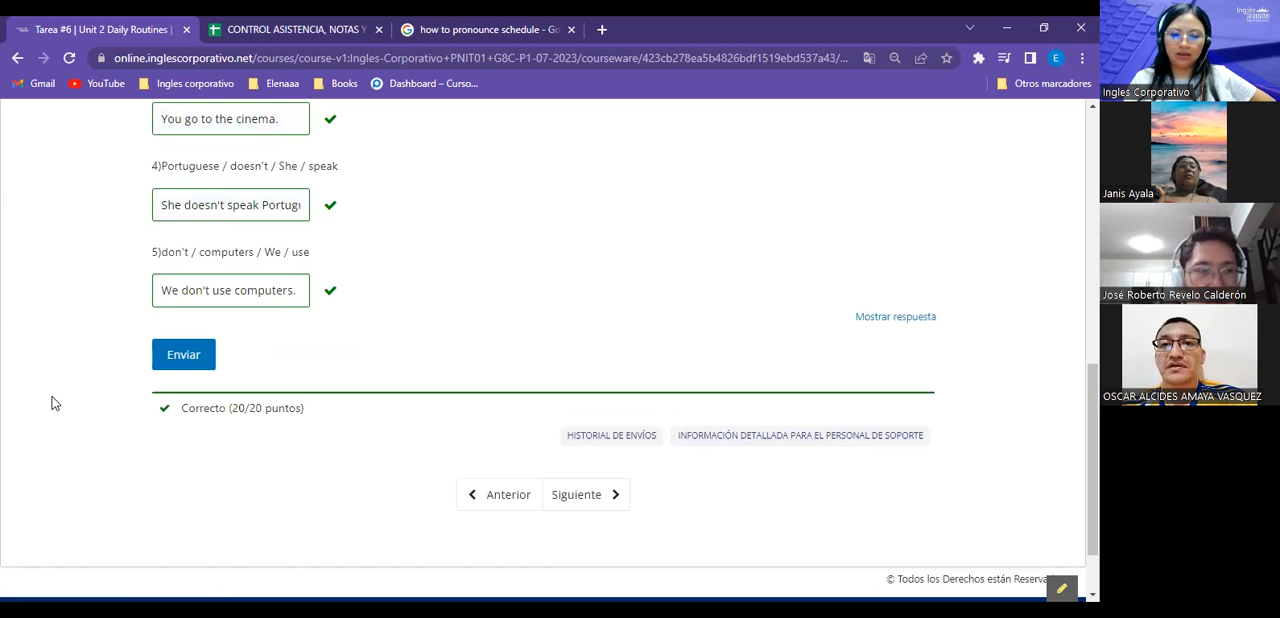 Tarea #6 | Unit 2 Daily Routines |
CONTROL ASISTENCIA, NOTAS Y
how to pronounce schedule - Go
online.inglescorporativo.net/courses/course-v1:Ingles-Corporativo+PNIT01+G8C-P1-07-2023/courseware/423cb278ea5b4826bdf1519ebd537a43/...
E
Gmail
YouTube
Ingles corporativo
Elenaaa
Books
Dashboard – Curso...
Otros marcadores
You go to the cinema.
4)Portuguese / doesn't / She / speak
She doesn't speak Portugu
5)don't / computers / We / use
We don't use computers.
Mostrar respuesta
Enviar
Correcto (20/20 puntos)
HISTORIAL DE ENVÍOS
INFORMACIÓN DETALLADA PARA EL PERSONAL DE SOPORTE
Anterior
Siguiente
© Todos los Derechos están Reserva
Ingles Corporativo
Janis Ayala
José Roberto Revelo Calderón
OSCAR ALCIDES AMAYA VASQUEZ